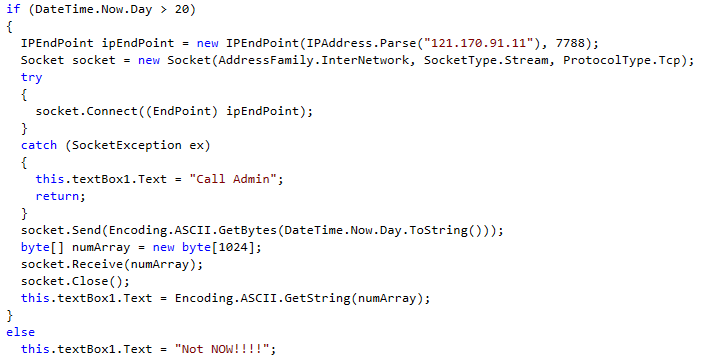 if (DateTime.Now.Day > 20)
{
  IPEndPoint ipEndPoint = new IPEndPoint(IPAddress.Parse("121.170.91.11"), 7788);
  Socket socket = new Socket(AddressFamily.InterNetwork, SocketType.Stream, ProtocolType.Tcp);
  try
  {
    socket.Connect((EndPoint) ipEndPoint);
  }
  catch (SocketException ex)
  {
    this.textBox1.Text = "Call Admin";
    return;
  }
  socket.Send(Encoding.ASCII.GetBytes(DateTime.Now.Day.ToString()));
  byte[] numArray = new byte[1024];
  socket.Receive(numArray);
  socket.Close();
  this.textBox1.Text = Encoding.ASCII.GetString(numArray);
}
else
  this.textBox1.Text = "Not NOW!!!!";